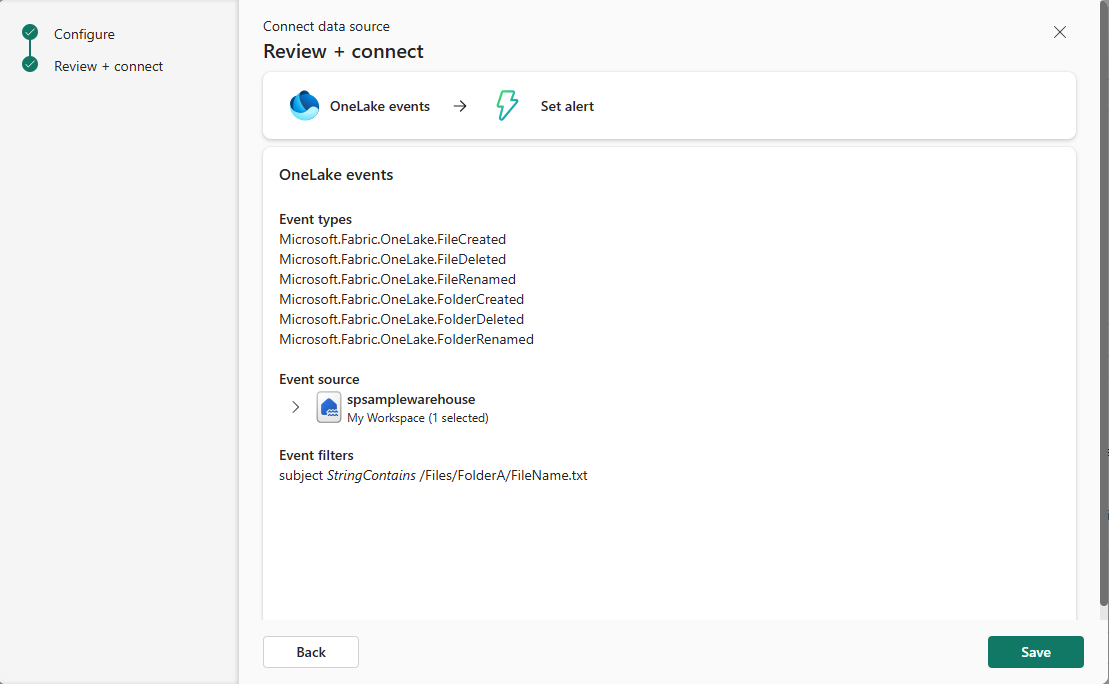 Configure
Review + connect
Connect data source
Review + connect
OneLake events
Set alert
OneLake events
Event types
Microsoft.Fabric.OneLake.FileCreated
Microsoft.Fabric.OneLake.FileDeleted
Microsoft.Fabric.OneLake.FileRenamed
Microsoft.Fabric.OneLake.FolderCreated
Microsoft.Fabric.OneLake.FolderDeleted
Microsoft.Fabric.OneLake.FolderRenamed
Event source
spsamplewarehouse
My Workspace (1 selected)
Event filters
subject StringContains /Files/FolderA/FileName.txt
Back
Save